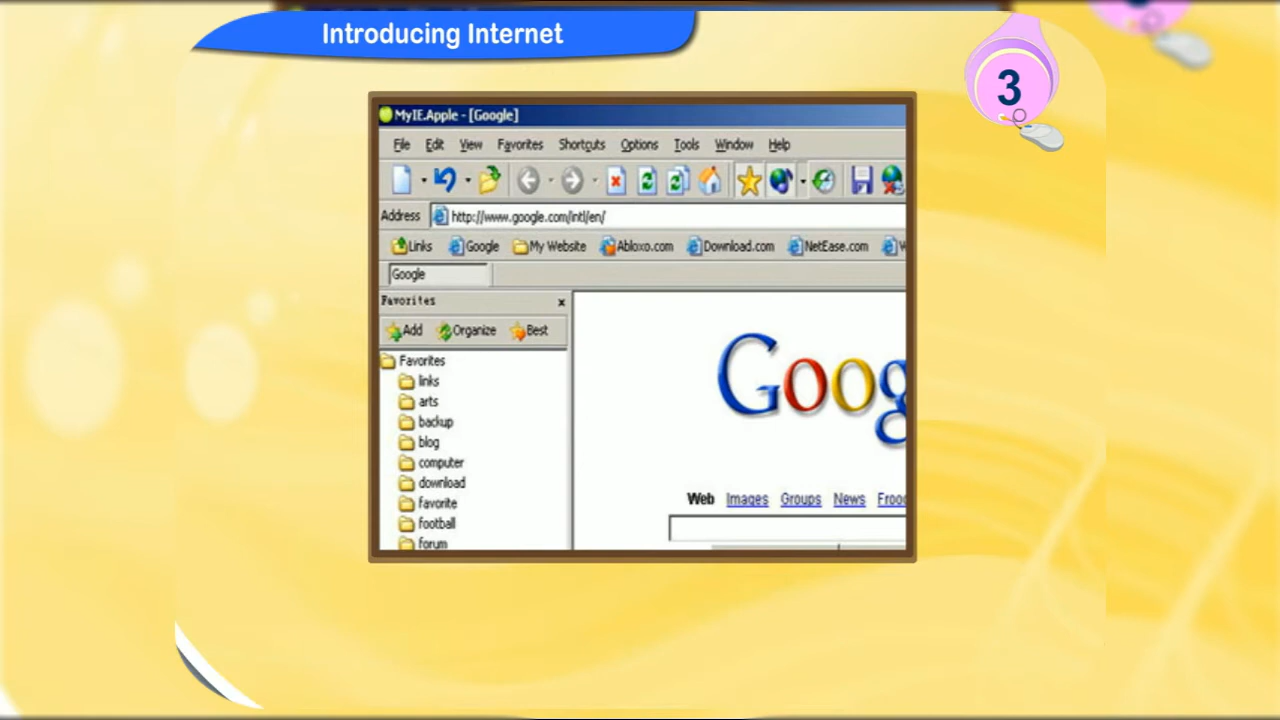 Introducing Internet
3
MyIE.Apple - [Google]
File Edit View Favorites Shortcuts Options Tools Window Help
Address http://www.google.com/intl/en/
Links Google My Website Abloxo.com Download.com NetEase.com
Google
Favorites x
Add Organize Best
Favorites
links
arts
backup
blog
computer
download
favorite
football
forum
Goog
Web Images Groups News Froog